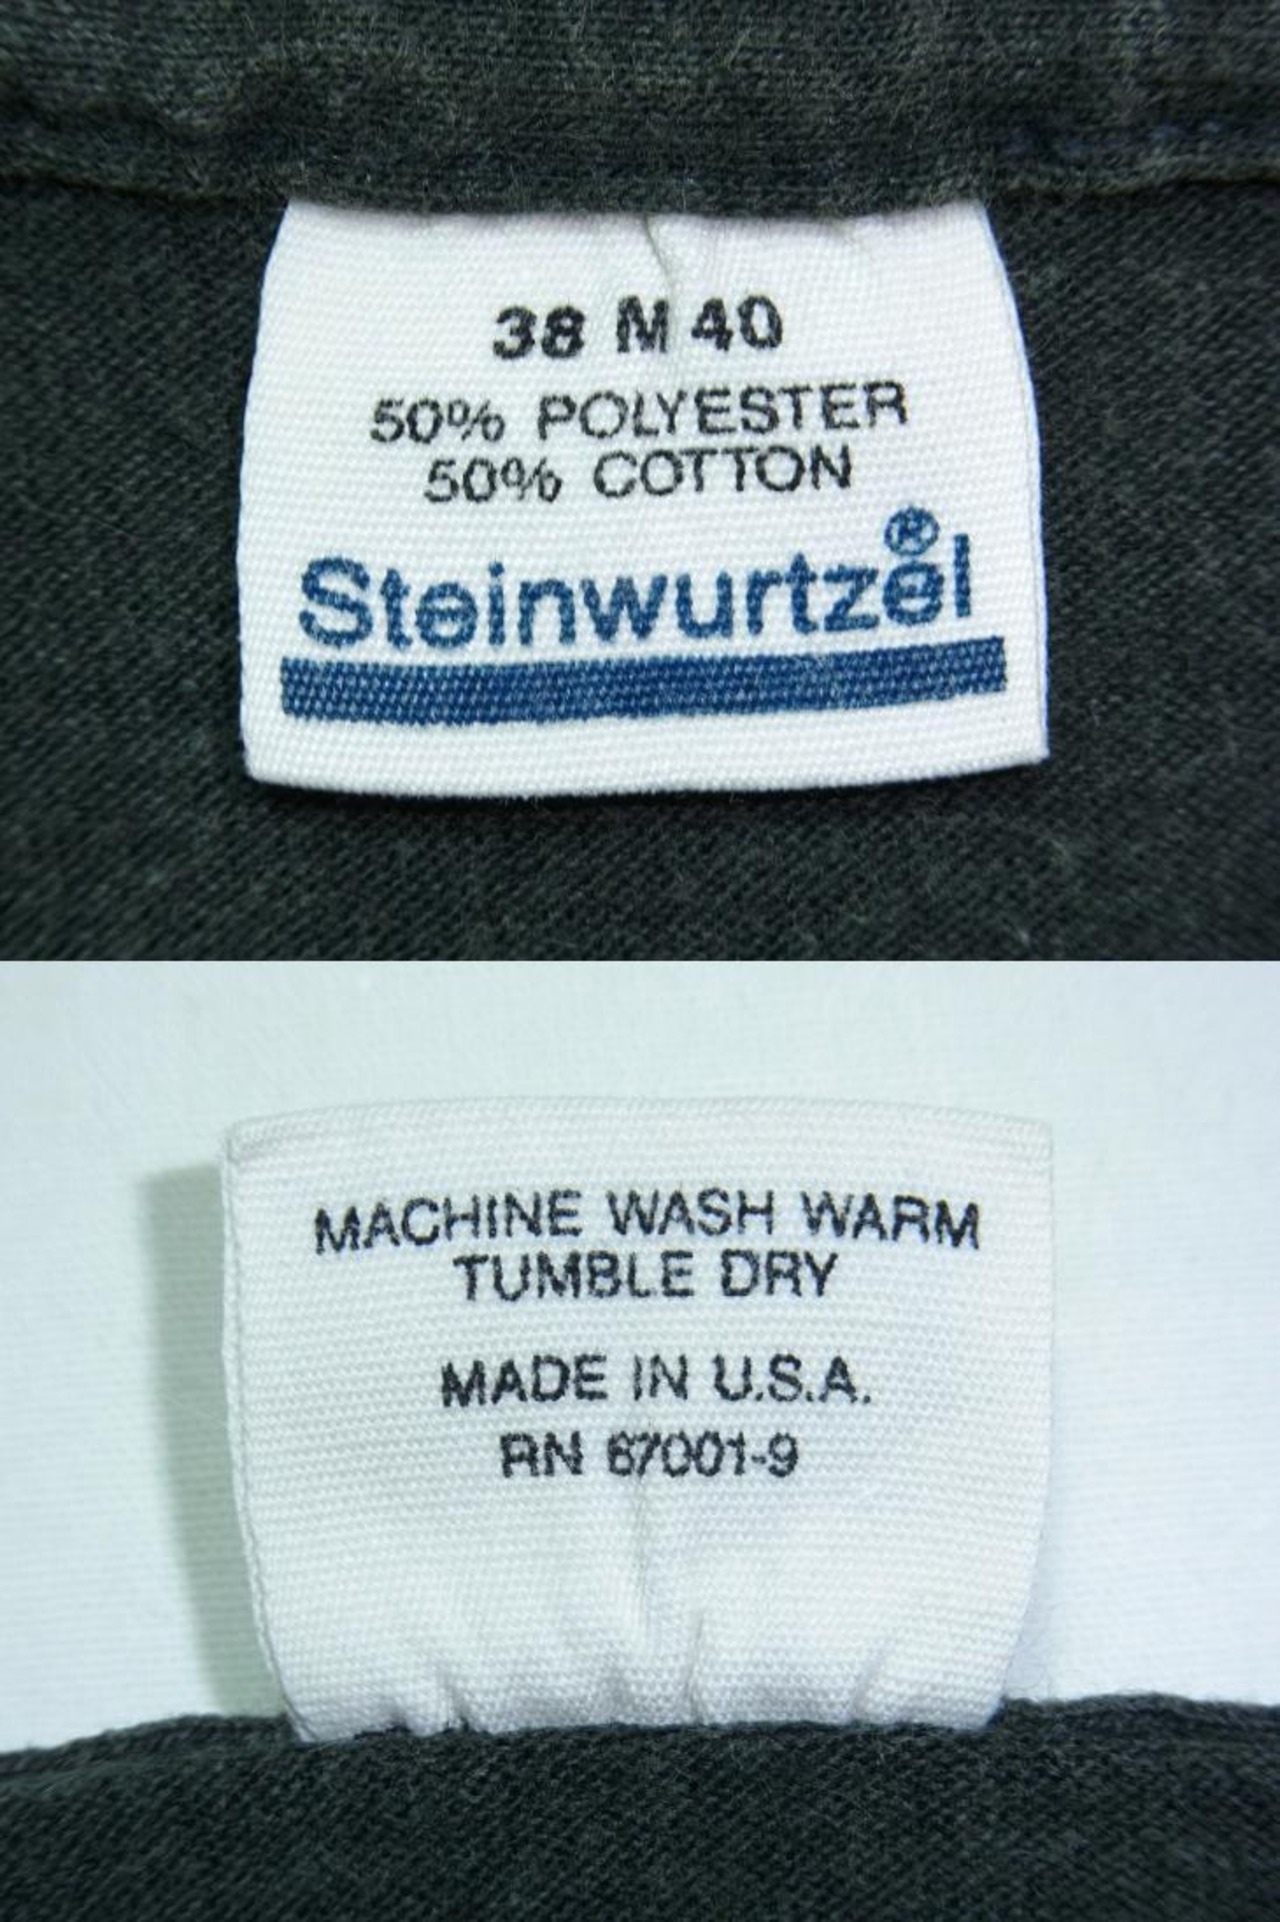 38 M 40
50% POLYESTER
50% COTTON
Steinwurtzel®
MACHINE WASH WARM
TUMBLE DRY
MADE IN U.S.A.
RN 67001-9